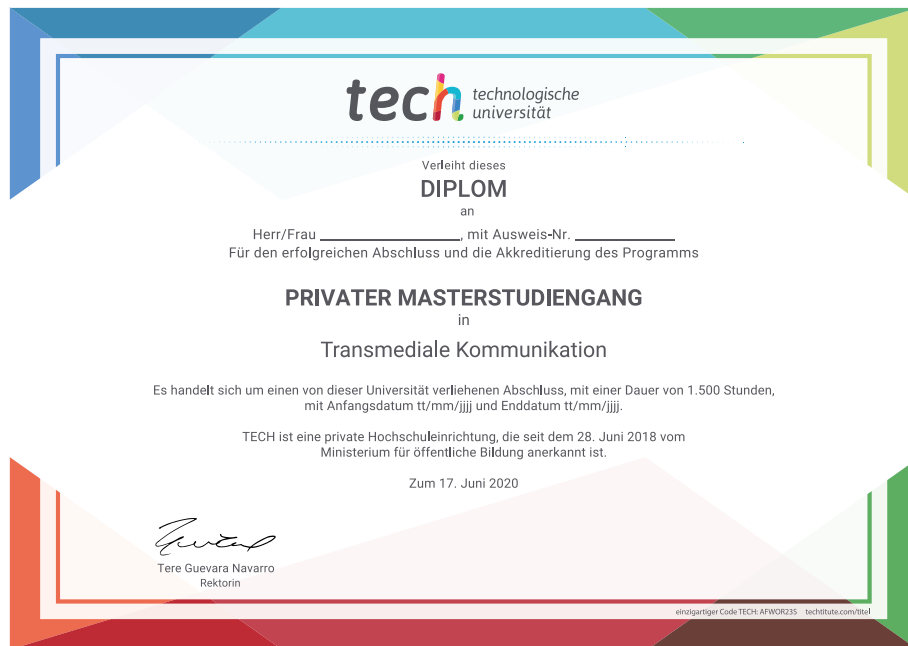 tech technologische
universität
Verleiht dieses
DIPLOM
an
Herr/Frau ____________________, mit Ausweis-Nr. ______________
Für den erfolgreichen Abschluss und die Akkreditierung des Programms
PRIVATER MASTERSTUDIENGANG
in
Transmediale Kommunikation
Es handelt sich um einen von dieser Universität verliehenen Abschluss, mit einer Dauer von 1.500 Stunden,
mit Anfangsdatum tt/mm/jjjj und Enddatum tt/mm/jjjj.
TECH ist eine private Hochschuleinrichtung, die seit dem 28. Juni 2018 vom
Ministerium für öffentliche Bildung anerkannt ist.
Zum 17. Juni 2020
Tere Guevara Navarro
Rektorin
einzigartiger Code TECH: AFWOR235 techtitute.com/titel